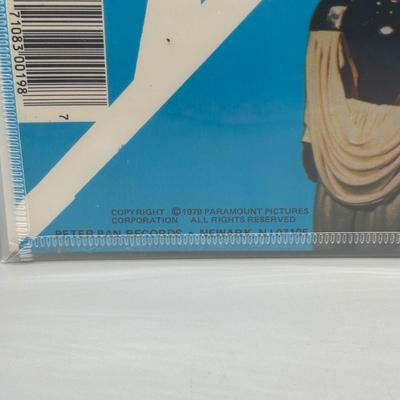 71083 00198
7
COPYRIGHT ©1979 PARAMOUNT PICTURES
CORPORATION ALL RIGHTS RESERVED
PETER PAN RECORDS • NEWARK, NJ 07105